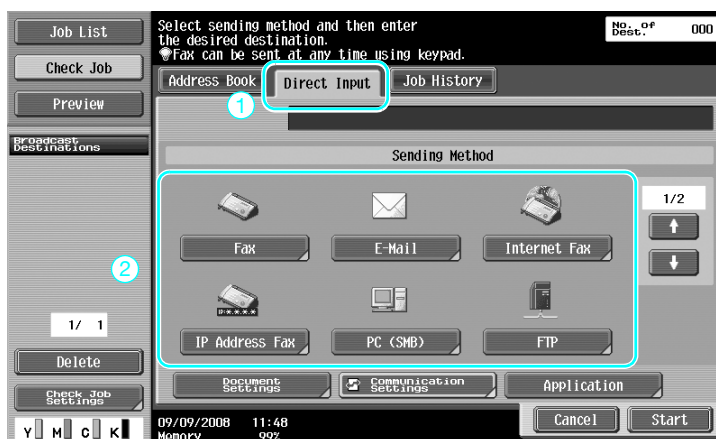 Job List
Check Job
Preview
Broadcast
Destinations
1/ 1
Delete
Check Job
Settings
Y M C K
Select sending method and then enter
the desired destination.
Fax can be sent at any time using keypad.
No. of
Dest. 000
Address Book
Direct Input
Job History
1
Sending Method
2
Fax
E-Mail
Internet Fax
1/2
IP:*.*.*.*
IP Address Fax
PC (SMB)
FTP
Document
Settings
Communication
Settings
Application
09/09/2008 11:48
Memory 99%
Cancel
Start